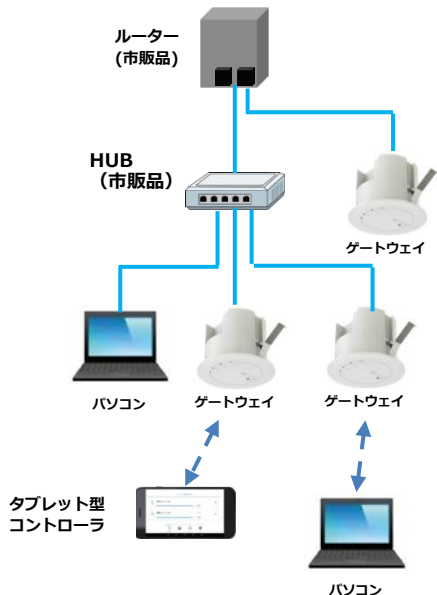 ルーター
(市販品)
HUB
（市販品）
ゲートウェイ
パソコン
ゲートウェイ
ゲートウェイ
タブレット型
コントローラ
パソコン